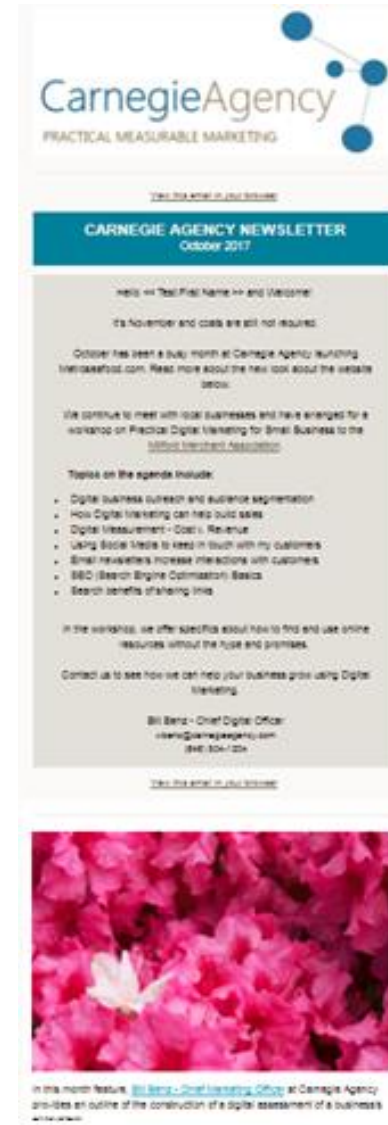 CarnegieAgency
PRACTICAL MEASURABLE MARKETING
View this email in your browser
CARNEGIE AGENCY NEWSLETTER
October 2017
Hello << Test First Name >> and Welcome!
It's November and coats are still not required.
October has been a busy month at Carnegie Agency launching
Read more about the new look about the website
below.
We continue to meet with local businesses and have arranged for a
workshop on Practical Digital Marketing for Small Business to the
Milford Merchant Association.
Topics on the agenda include:
Digital business outreach and audience segmentation
How Digital Marketing can help build sales
Digital Measurement - Cost v. Revenue
Using Social Media to keep in touch with my customers
Email newsletters increase interactions with customers
SEO (Search Engine Optimisation) Basics
Search benefits of sharing links
In the workshop, we offer specifics about how to find and use online
resources without the hype and promises.
Contact us to see how we can help your business grow using Digital
Marketing.
Bill Benz - Chief Digital Officer
View this email in your browser
In this month feature, Bill Benz - Chief Marketing Officer at Carnegie Agency
provides an outline of the construction of a digital assessment of a business's